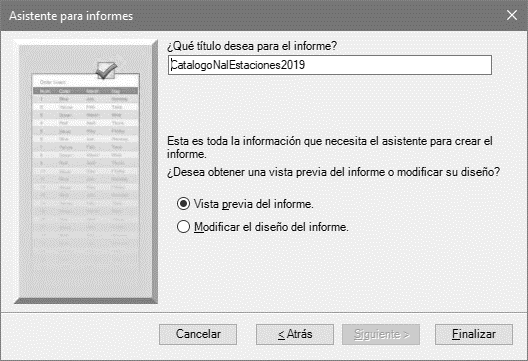 Asistente para informes
¿Qué título desea para el informe?
CatalogoNalEstaciones2019
Esta es toda la información que necesita el asistente para crear el
informe.
¿Desea obtener una vista previa del informe o modificar su diseño?
Vista previa del informe.
Modificar el diseño del informe.
Cancelar
< Atrás
Siguiente >
Finalizar